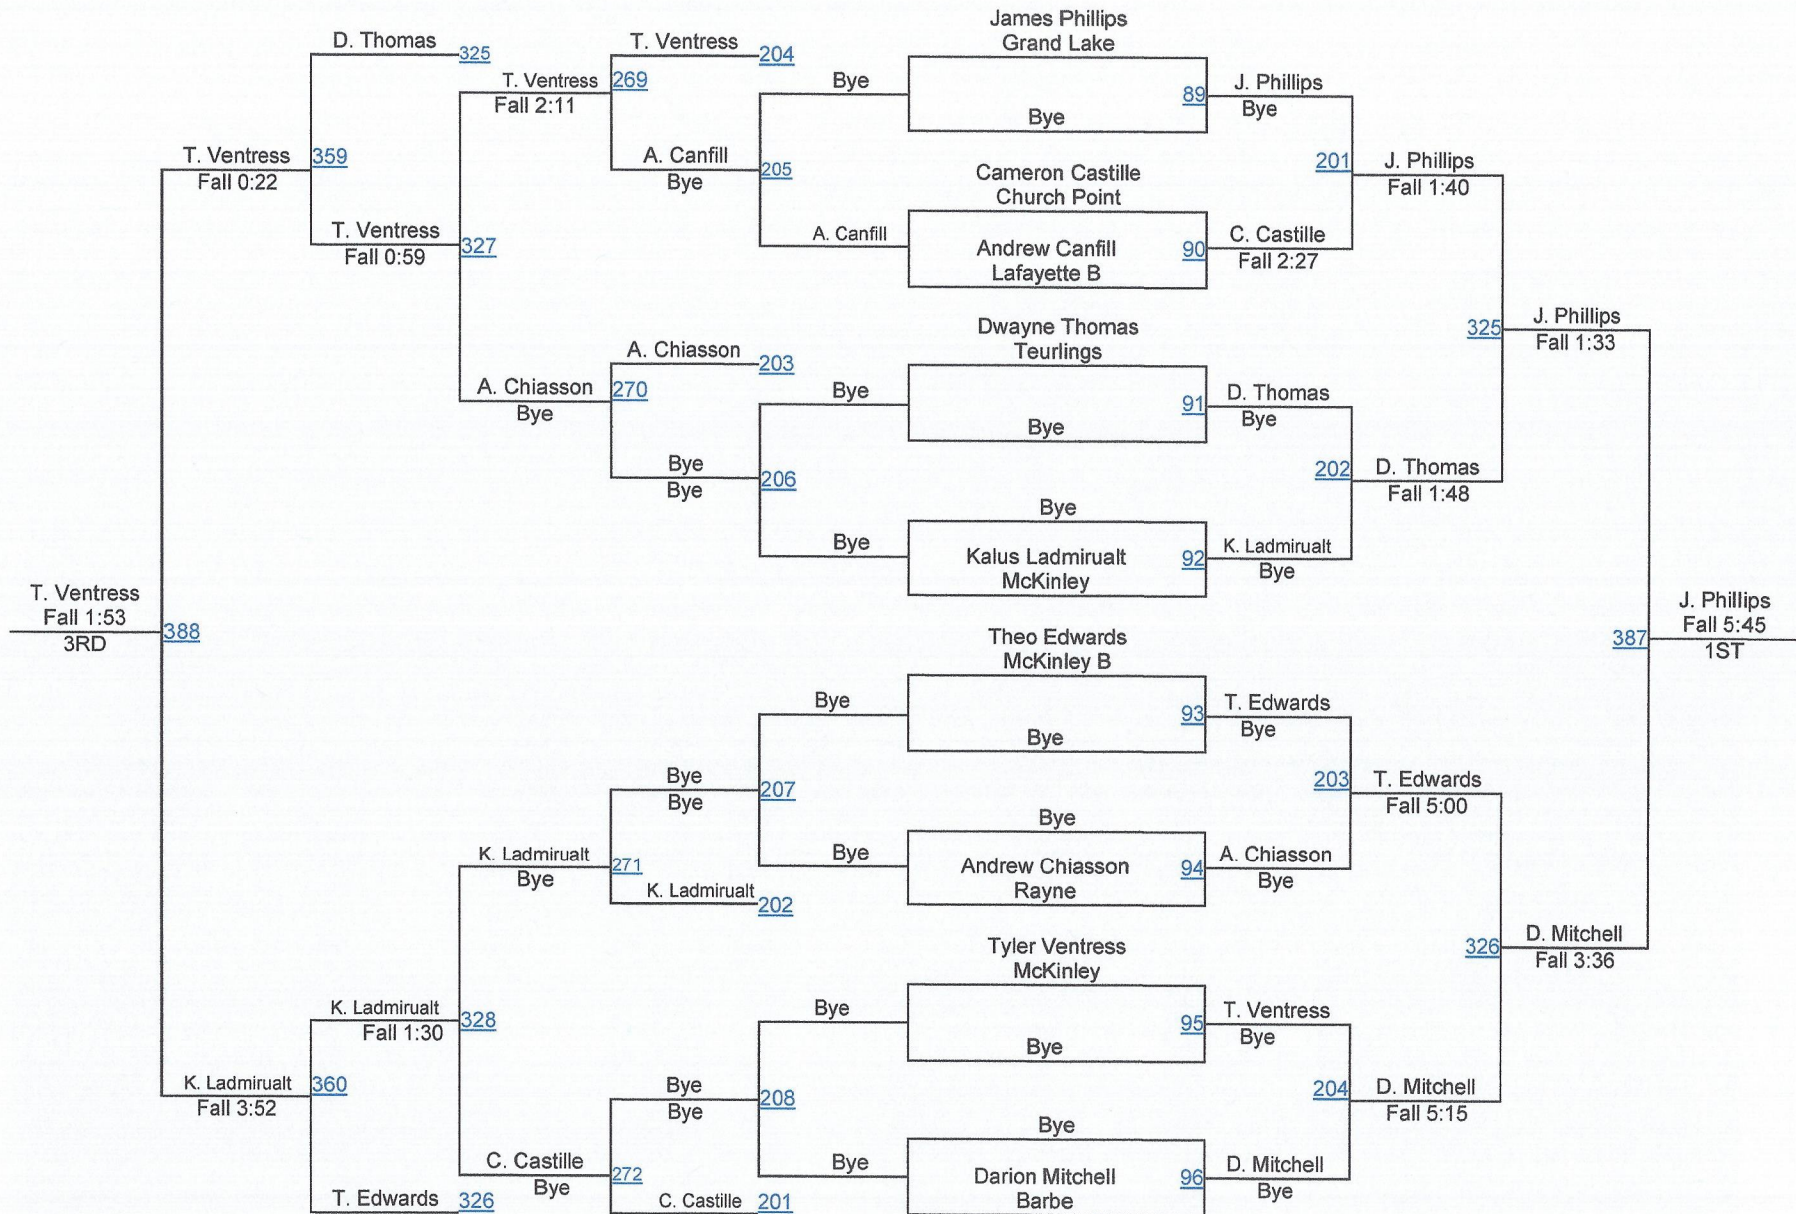 James Phillips
Grand Lake
D. Thomas
325
T. Ventress
204
T. Ventress
269
Fall 2:11
Bye
89
J. Phillips
Bye
Bye
T. Ventress
359
Fall 0:22
A. Canfill
205
Bye
Cameron Castille
Church Point
201
J. Phillips
Fall 1:40
T. Ventress
327
Fall 0:59
A. Canfill
Andrew Canfill
Lafayette B
90
C. Castille
Fall 2:27
Dwayne Thomas
Teurlings
325
J. Phillips
Fall 1:33
A. Chiasson
203
A. Chiasson
270
Bye
Bye
91
D. Thomas
Bye
Bye
Bye
206
Bye
202
D. Thomas
Fall 1:48
Bye
Bye
Kalus Ladmirualt
McKinley
92
K. Ladmirualt
Bye
T. Ventress
Fall 1:53
388
3RD
J. Phillips
Fall 5:45
387
1ST
Theo Edwards
McKinley B
Bye
93
T. Edwards
Bye
Bye
Bye
207
Bye
203
T. Edwards
Fall 5:00
Bye
K. Ladmirualt
271
Bye
K. Ladmirualt
202
Bye
Andrew Chiasson
Rayne
94
A. Chiasson
Bye
Tyler Ventress
McKinley
326
D. Mitchell
Fall 3:36
K. Ladmirualt
328
Fall 1:30
Bye
95
T. Ventress
Bye
Bye
K. Ladmirualt
360
Fall 3:52
Bye
208
Bye
204
D. Mitchell
Fall 5:15
Bye
C. Castille
272
Bye
Bye
Darion Mitchell
Barbe
96
D. Mitchell
Bye
T. Edwards
326
C. Castille
201